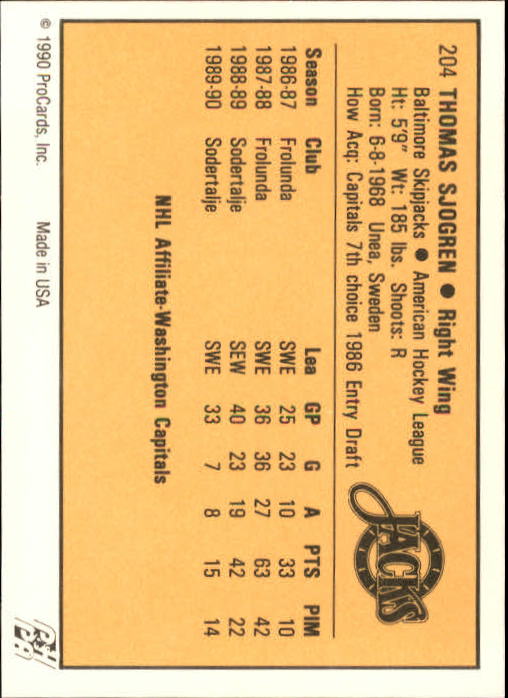 204 THOMAS SJOGREN ● Right Wing
Baltimore Skipjacks ● American Hockey League
Ht: 5'9" Wt: 185 lbs. Shoots: R
Born: 6-8-1968 Unea, Sweden
How Acq: Capitals 7th choice 1986 Entry Draft
JACKS
Season Club Lea GP G A PTS PIM
1986-87 Frolunda SWE 25 23 10 33 10
1987-88 Frolunda SWE 36 36 27 63 42
1988-89 Sodertalje SEW 40 23 19 42 22
1989-90 Sodertalje SWE 33 7 8 15 14
NHL Affiliate-Washington Capitals
© 1990 ProCards, Inc. Made in USA